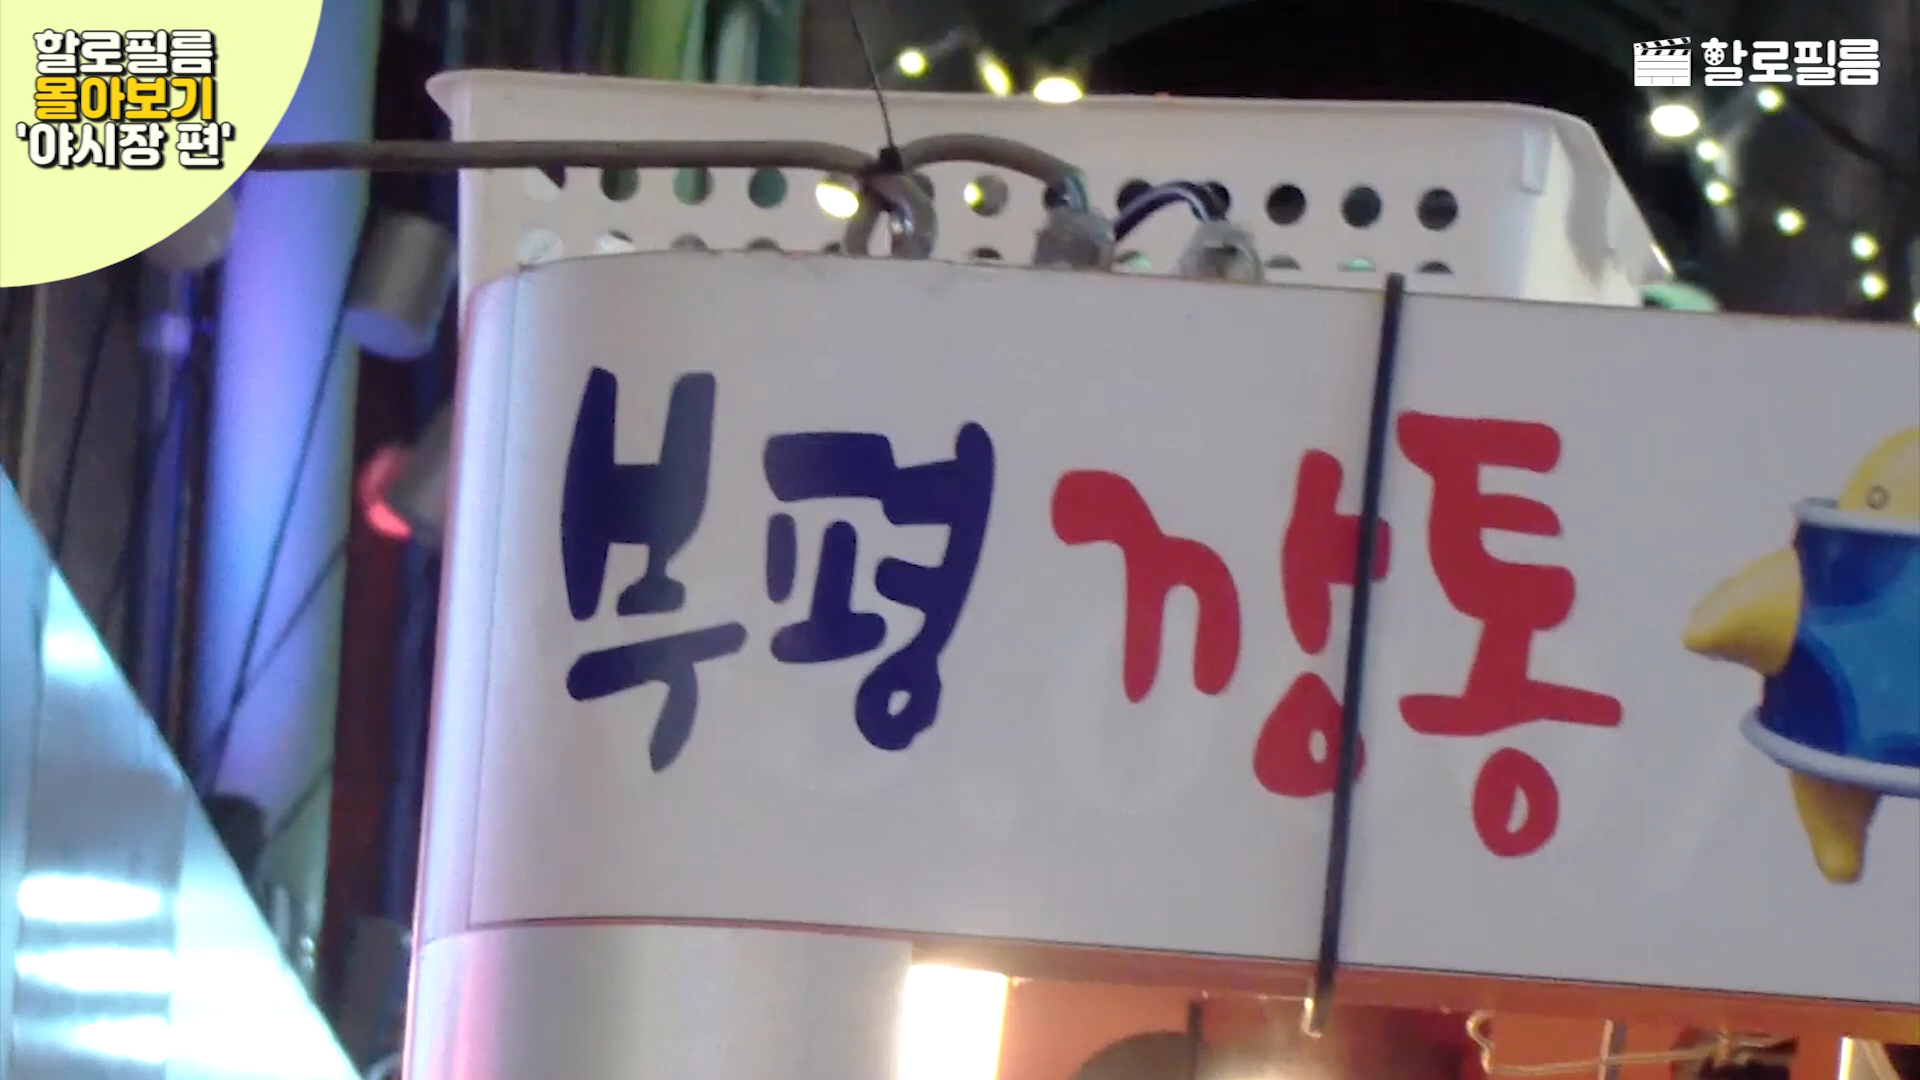 할로필름
몰아보기
'야시장 편'
할로필름
부평 깡통